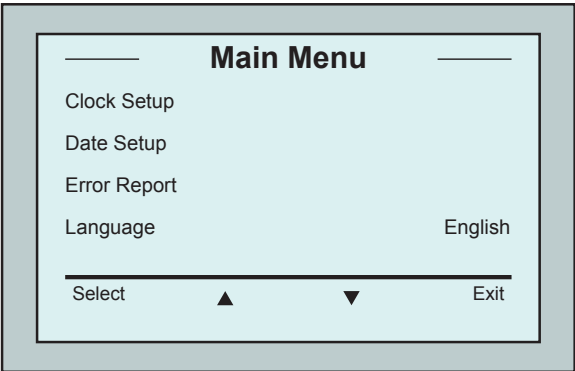 Main Menu
Clock Setup
Date Setup
Error Report
Language English
Select ▲ ▼ Exit